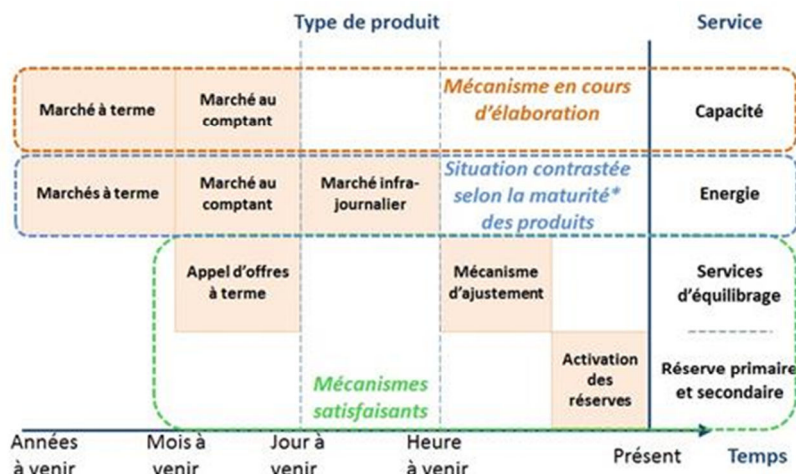 Type de produit
Service
Marché à terme
Marché au
comptant
Mécanisme en cours
d'élaboration
Capacité
Marchés à terme
Marché au
comptant
Marché infra-
journalier
Situation contrastée
selon la maturité*
des produits
Energie
Appel d'offres
à terme
Mécanisme
d'ajustement
Services
d'équilibrage
Mécanismes
satisfaisants
Activation
des
réserves
Réserve primaire
et secondaire
Années
à venir
Mois à
venir
Jour à
venir
Heure
à venir
Présent
Temps